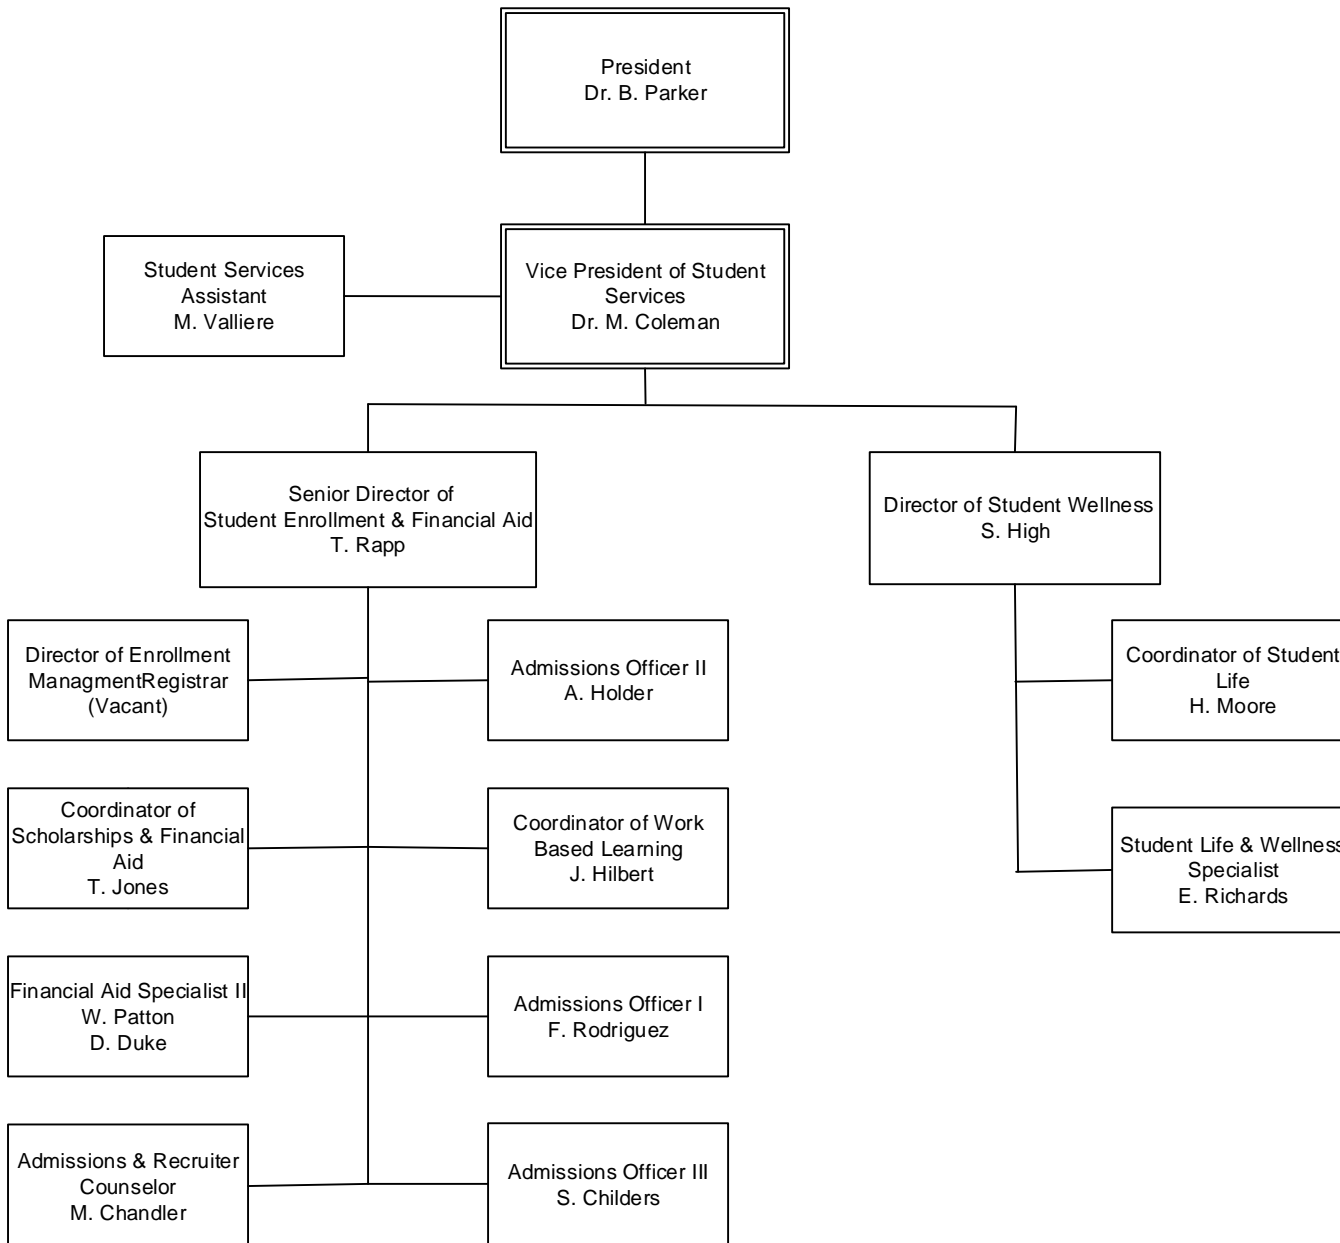 President
Dr. B. Parker
Student Services
Assistant
M. Valliere
Vice President of Student
Services
Dr. M. Coleman
Senior Director of
Student Enrollment & Financial Aid
T. Rapp
Director of Student Wellness
S. High
Director of Enrollment
ManagmentRegistrar
(Vacant)
Admissions Officer II
A. Holder
Coordinator of Student
Life
H. Moore
Coordinator of
Scholarships & Financial
Aid
T. Jones
Coordinator of Work
Based Learning
J. Hilbert
Student Life & Wellness
Specialist
E. Richards
Financial Aid Specialist II
W. Patton
D. Duke
Admissions Officer I
F. Rodriguez
Admissions & Recruiter
Counselor
M. Chandler
Admissions Officer III
S. Childers